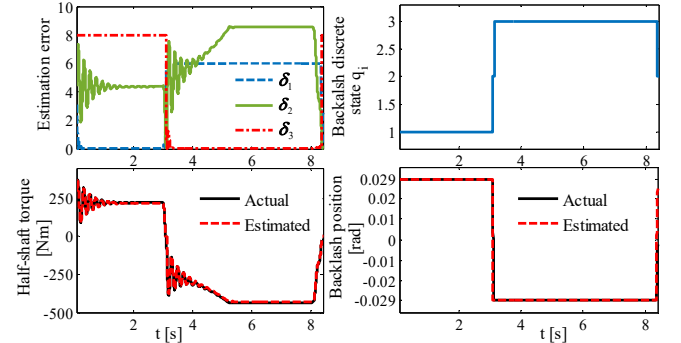 Estimation error
10
8
6
4
2
0
δ1
δ2
δ3
2 4 6 8
Backalsh discrete
state qi
3
2.5
2
1.5
1
2 4 6 8
Half-shaft torque
[Nm]
250
0
-250
-500
Actual
Estimated
2 4 6 8
t [s]
Backlash position
[rad]
0.029
0.02
0.01
0
-0.01
-0.02
-0.029
Actual
Estimated
2 4 6 8
t [s]